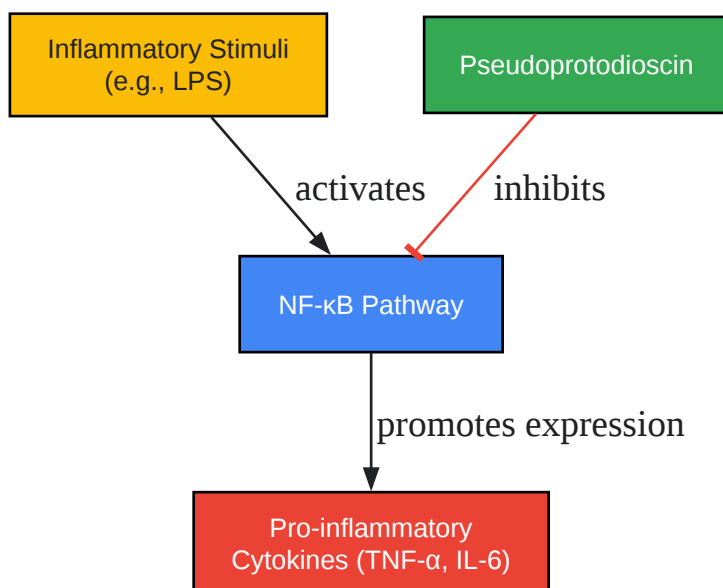 Inflammatory Stimuli
(e.g., LPS)
Pseudoprotodioscin
activates
inhibits
NF-κB Pathway
promotes expression
Pro-inflammatory
Cytokines (TNF-α, IL-6)